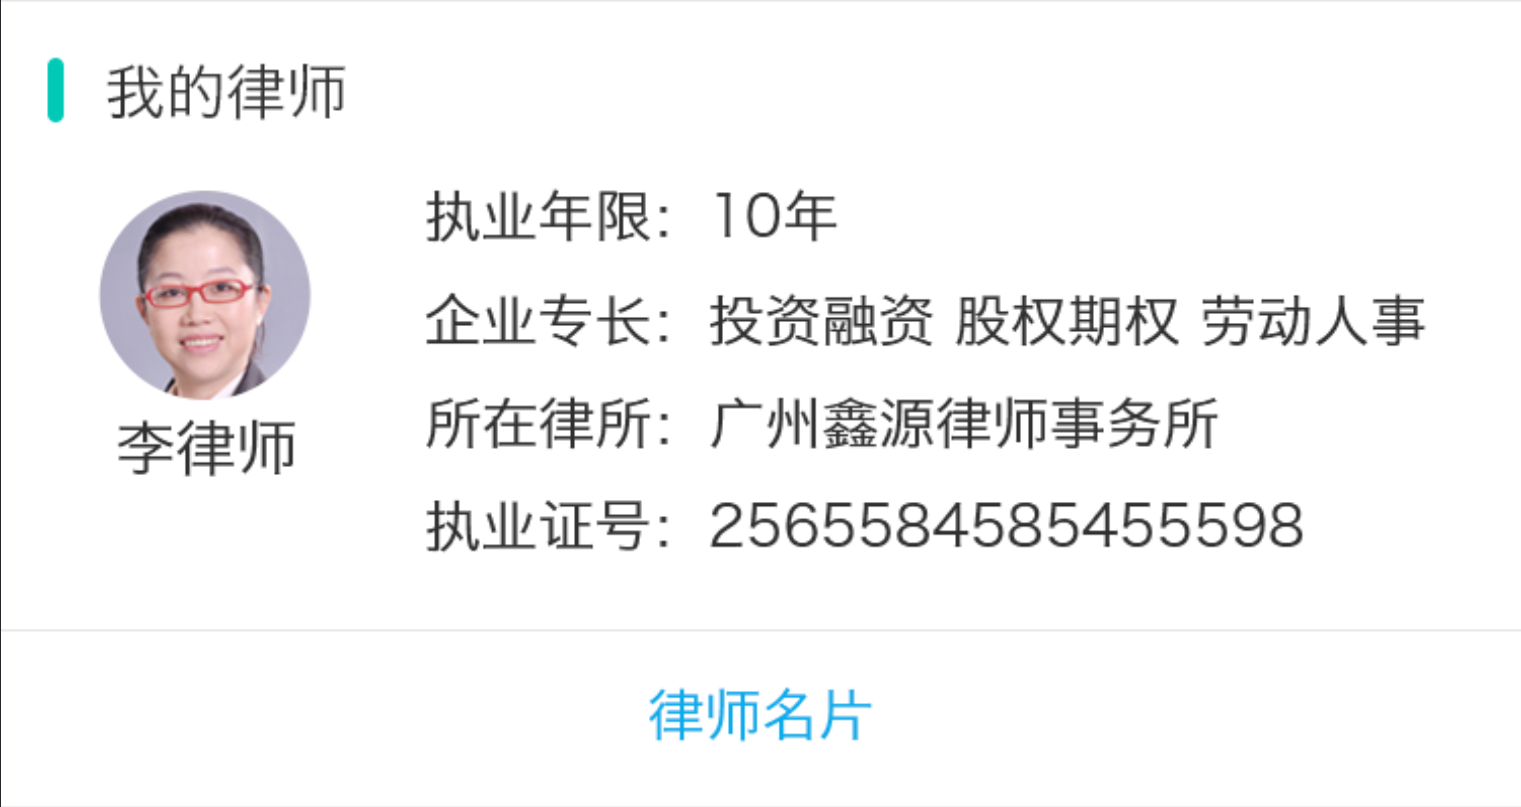 我的律师
执业年限：10年
企业专长：投资融资 股权期权 劳动人事
所在律所：广州鑫源律师事务所
李律师
执业证号：2565584585455598
律师名片